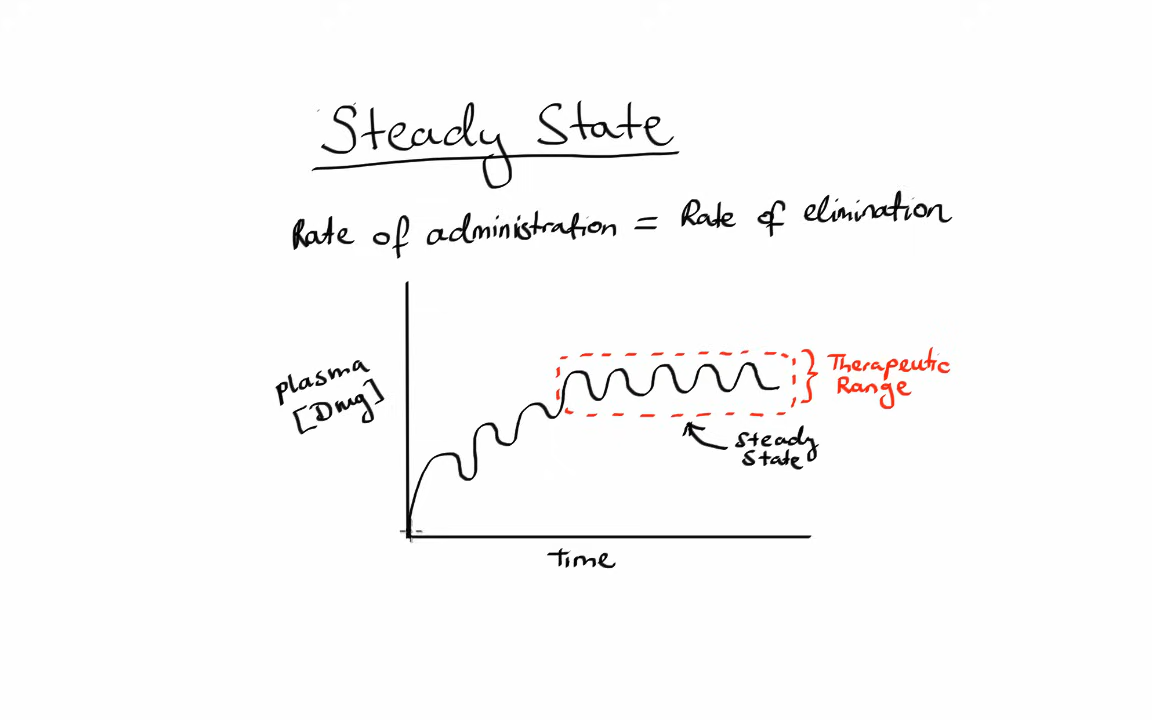 Steady State
Rate of administration = Rate of elimination
plasma
[Drug]
Therapeutic
Range
Steady
State
Time